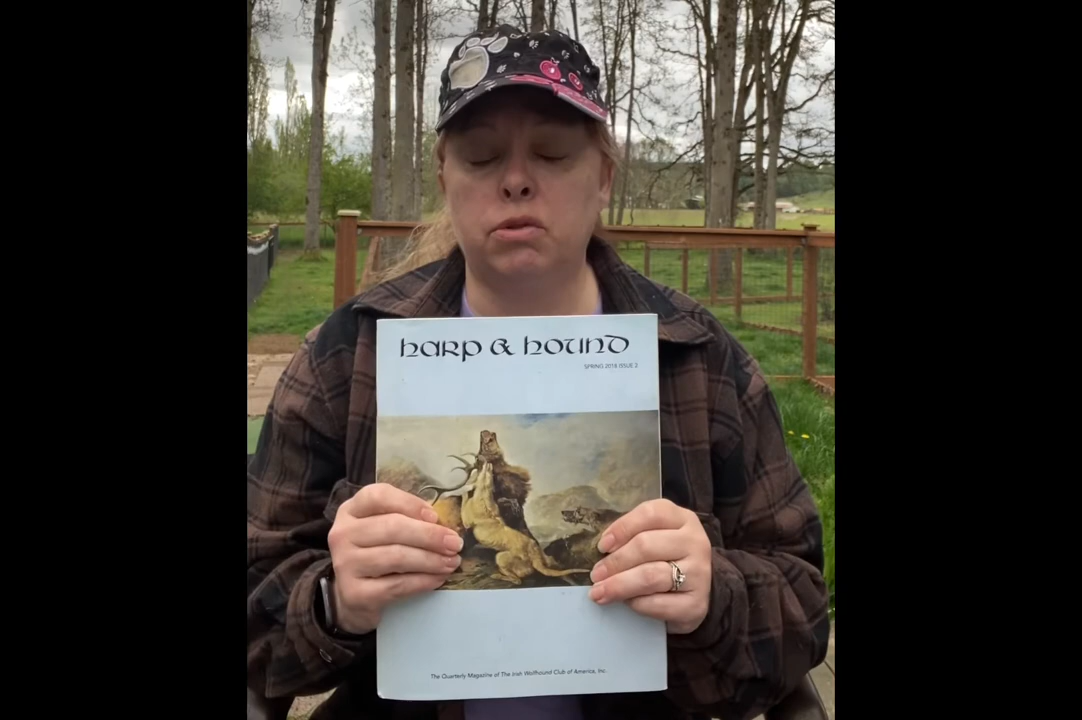 HARP & HOUND
SPRING 2018 ISSUE 2
The Quarterly Magazine of The Irish Wolfhound Club of America, Inc.